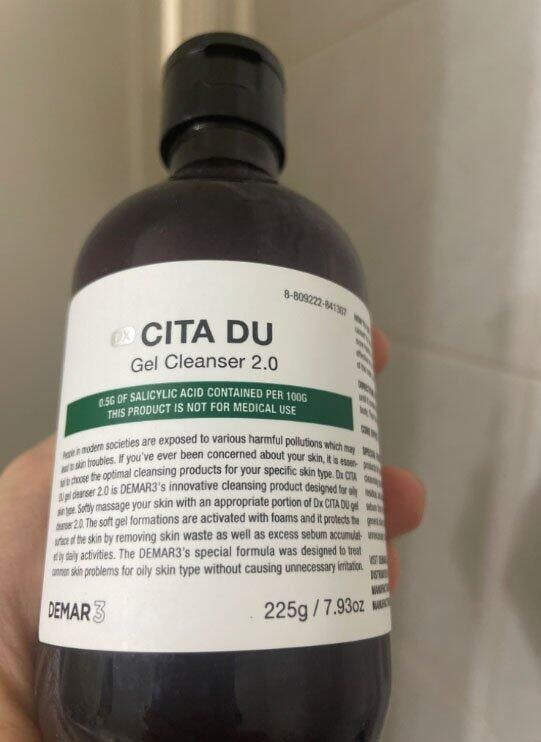 8-809222-841307
Dx CITA DU
Gel Cleanser 2.0
0.5G OF SALICYLIC ACID CONTAINED PER 100G
THIS PRODUCT IS NOT FOR MEDICAL USE
People in modern societies are exposed to various harmful pollutions which may
lead to skin troubles. If you've ever been concerned about your skin, it is essen-
tial to choose the optimal cleansing products for your specific skin type. Dx CITA
DU gel cleanser 2.0 is DEMAR3's innovative cleansing product designed for oily
skin type. Softly massage your skin with an appropriate portion of Dx CITA DU gel
cleanser 2.0. The soft gel formations are activated with foams and it protects the
surface of the skin by removing skin waste as well as excess sebum accumulat-
ed by daily activities. The DEMAR3's special formula was designed to treat
common skin problems for oily skin type without causing unnecessary irritation.
DEMAR3
225g / 7.93oz